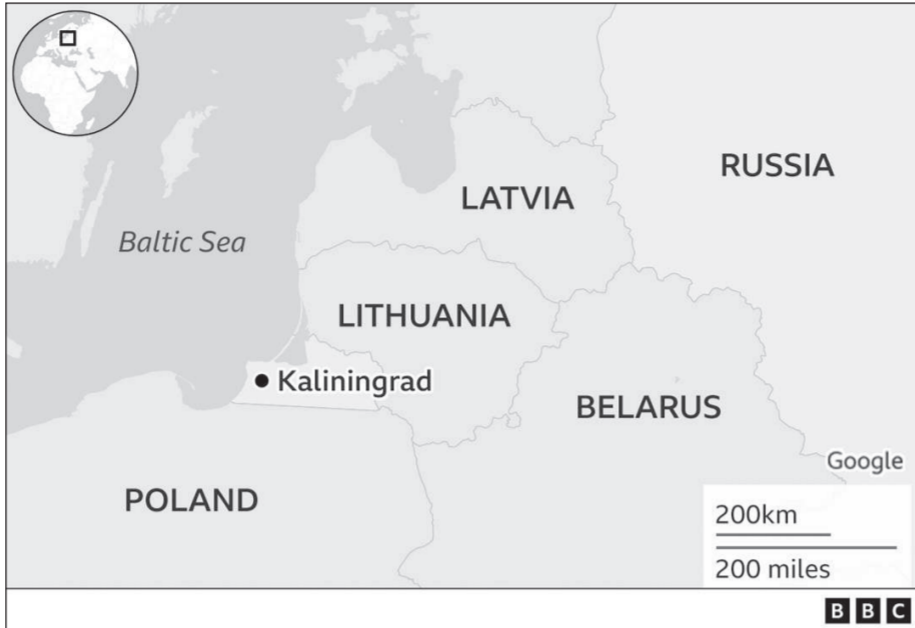 RUSSIA
LATVIA
Baltic Sea
LITHUANIA
Kaliningrad
BELARUS
Google
POLAND
200km
200 miles
BBC